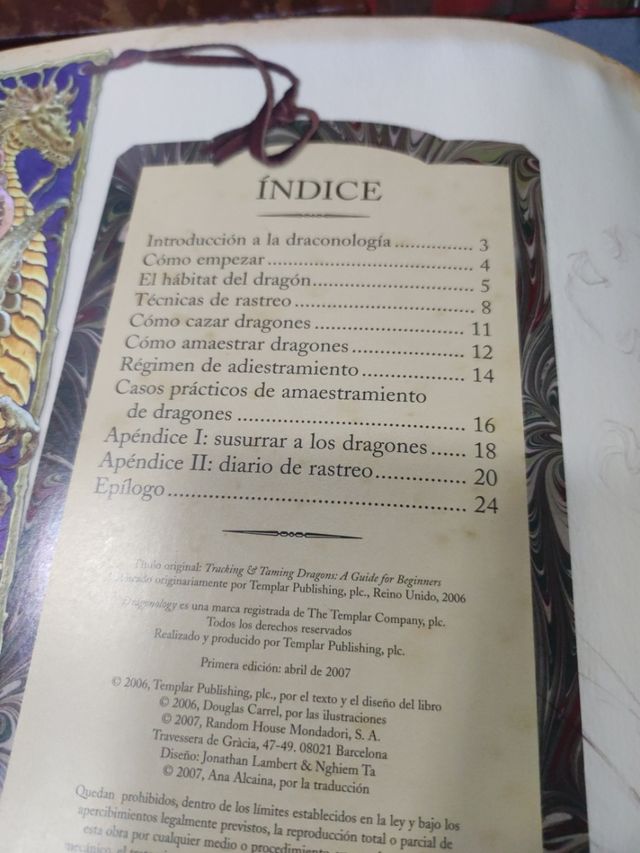 ÍNDICE
Introducción a la draconología .................. 3
Cómo empezar .................. 4
El hábitat del dragón .................. 5
Técnicas de rastreo .................. 8
Cómo cazar dragones .................. 11
Cómo amaestrar dragones .................. 12
Régimen de adiestramiento .................. 14
Casos prácticos de amaestramiento
de dragones .................. 16
Apéndice I: susurrar a los dragones ...... 18
Apéndice II: diario de rastreo .................. 20
Epílogo .................. 24
Título original: Tracking & Taming Dragons: A Guide for Beginners
originariamente por Templar Publishing, plc., Reino Unido, 2006
Dragonology es una marca registrada de The Templar Company, plc.
Todos los derechos reservados
Realizado y producido por Templar Publishing, plc.
Primera edición: abril de 2007
© 2006, Templar Publishing, plc., por el texto y el diseño del libro
© 2006, Douglas Carrel, por las ilustraciones
© 2007, Random House Mondadori, S. A.
Travessera de Gràcia, 47-49. 08021 Barcelona
Diseño: Jonathan Lambert & Nghiem Ta
© 2007, Ana Alcaina, por la traducción
Quedan prohibidos, dentro de los límites establecidos en la ley y bajo los
apercibimientos legalmente previstos, la reproducción total o parcial de
esta obra por cualquier medio o procedimiento